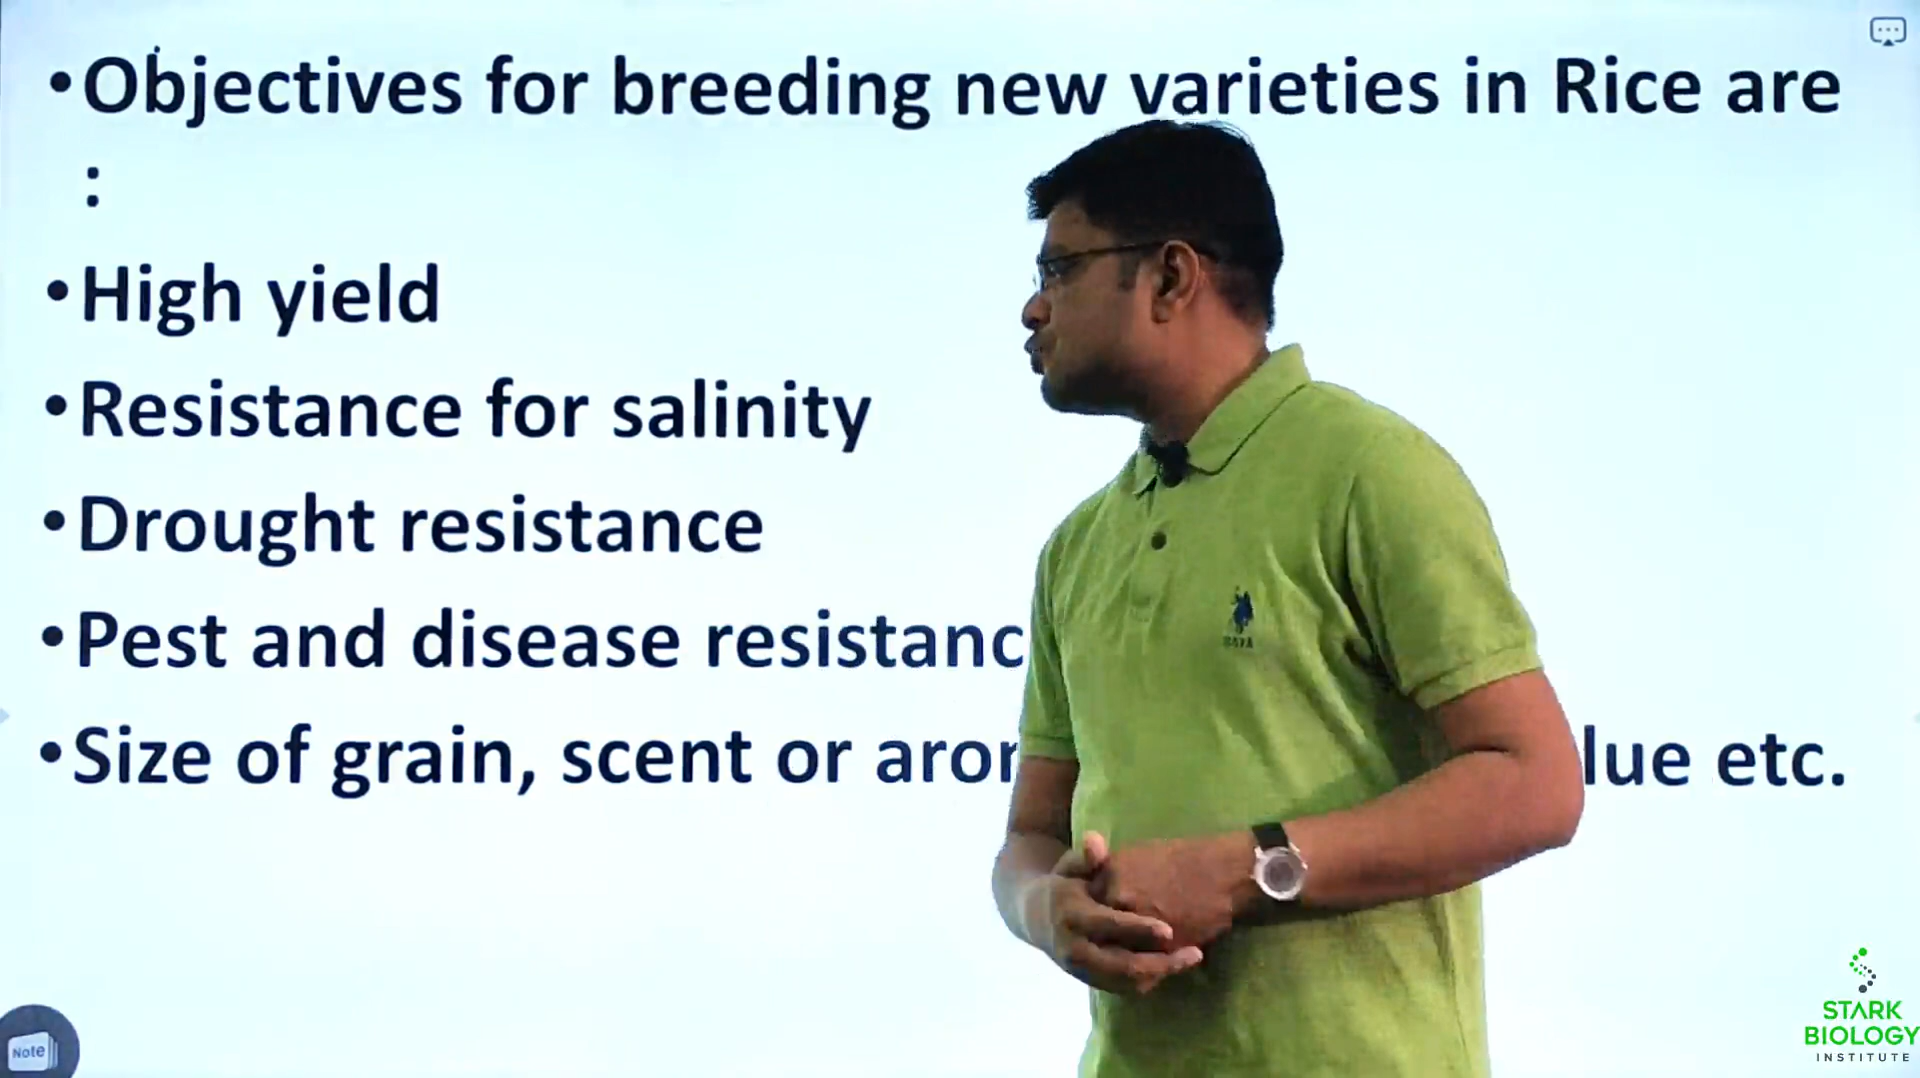 •Objectives for breeding new varieties in Rice are
:
•High yield
•Resistance for salinity
•Drought resistance
•Pest and disease resistanc
•Size of grain, scent or aro lue etc.
Note
STARK
BIOLOGY
INSTITUTE